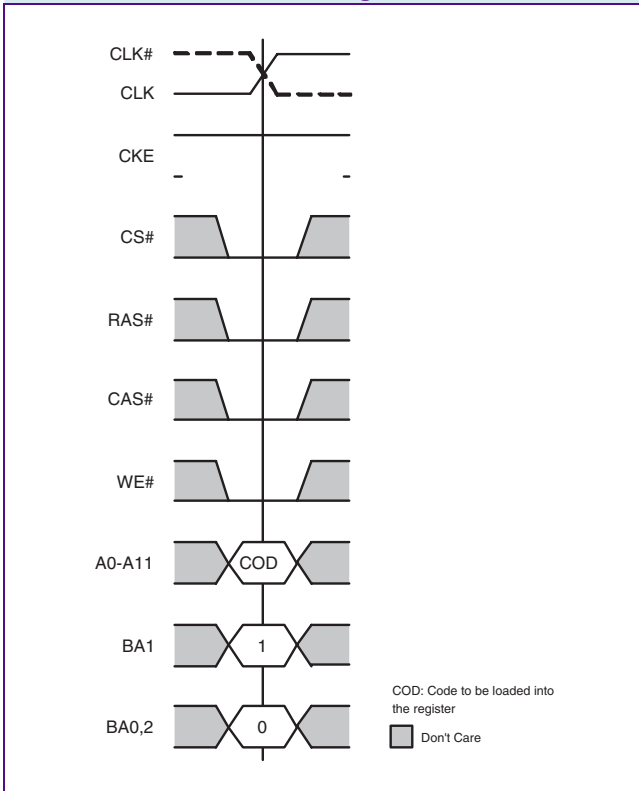 CLK#
CLK
CKE
CS#
RAS#
CAS#
WE#
A0-A11
COD
BA1
1
BA0,2
0
COD: Code to be loaded into
the register
Don't Care